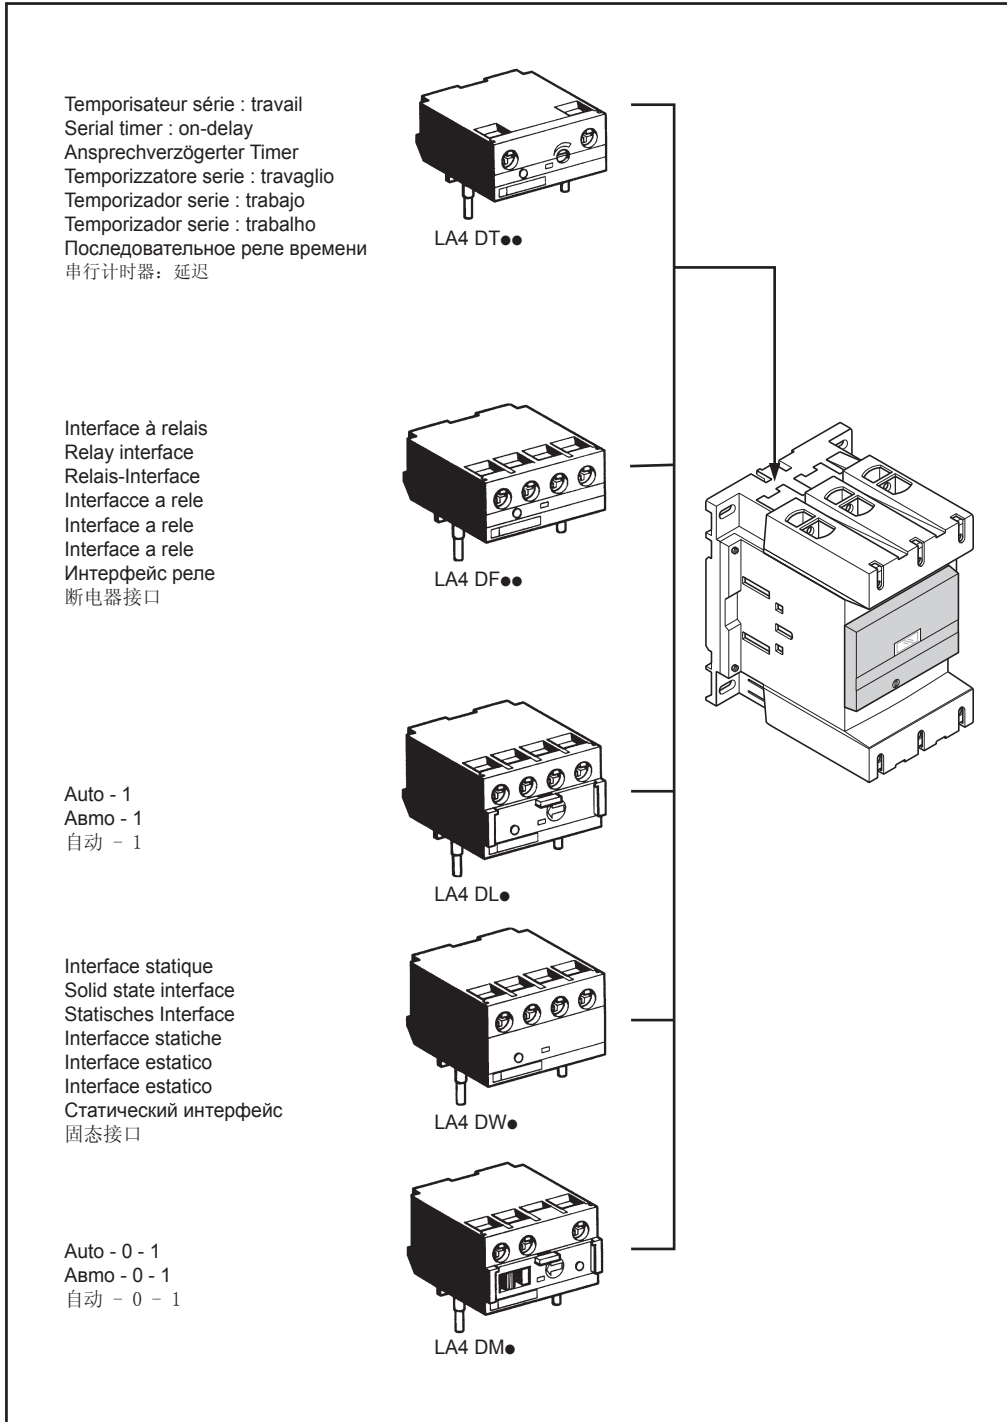 Temporisateur série : travail
Serial timer : on-delay
Ansprechverzögerter Timer
Temporizzatore serie : travaglio
Temporizador serie : trabajo
Temporizador serie : trabalho
Последовательное реле времени
串行计时器：延迟
LA4 DT●●
Interface à relais
Relay interface
Relais-Interface
Interfacce a rele
Interface a rele
Interface a rele
Интерфейс реле
断电器接口
LA4 DF●●
Auto - 1
Авто - 1
自动 - 1
LA4 DL●
Interface statique
Solid state interface
Statisches Interface
Interfacce statiche
Interface estatico
Interface estatico
Статический интерфейс
固态接口
LA4 DW●
Auto - 0 - 1
Авто - 0 - 1
自动 - 0 - 1
LA4 DM●